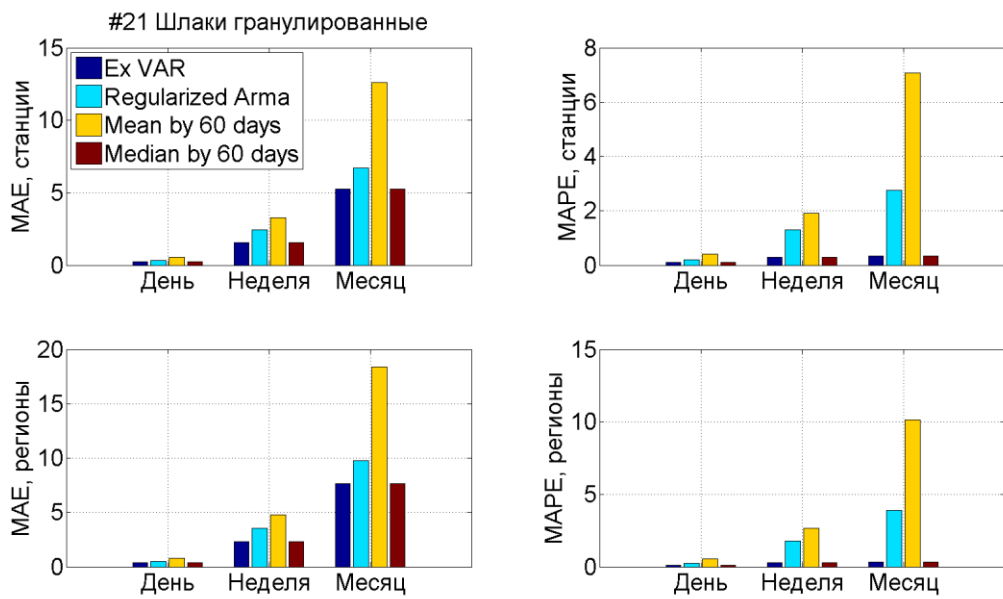 #21 Шлаки гранулированные
15
10
5
0
MAE, станции
Ex VAR
Regularized Arma
Mean by 60 days
Median by 60 days
День Неделя Месяц
8
6
4
2
0
MAPE, станции
День Неделя Месяц
20
15
10
5
0
MAE, регионы
День Неделя Месяц
15
10
5
0
MAPE, регионы
День Неделя Месяц